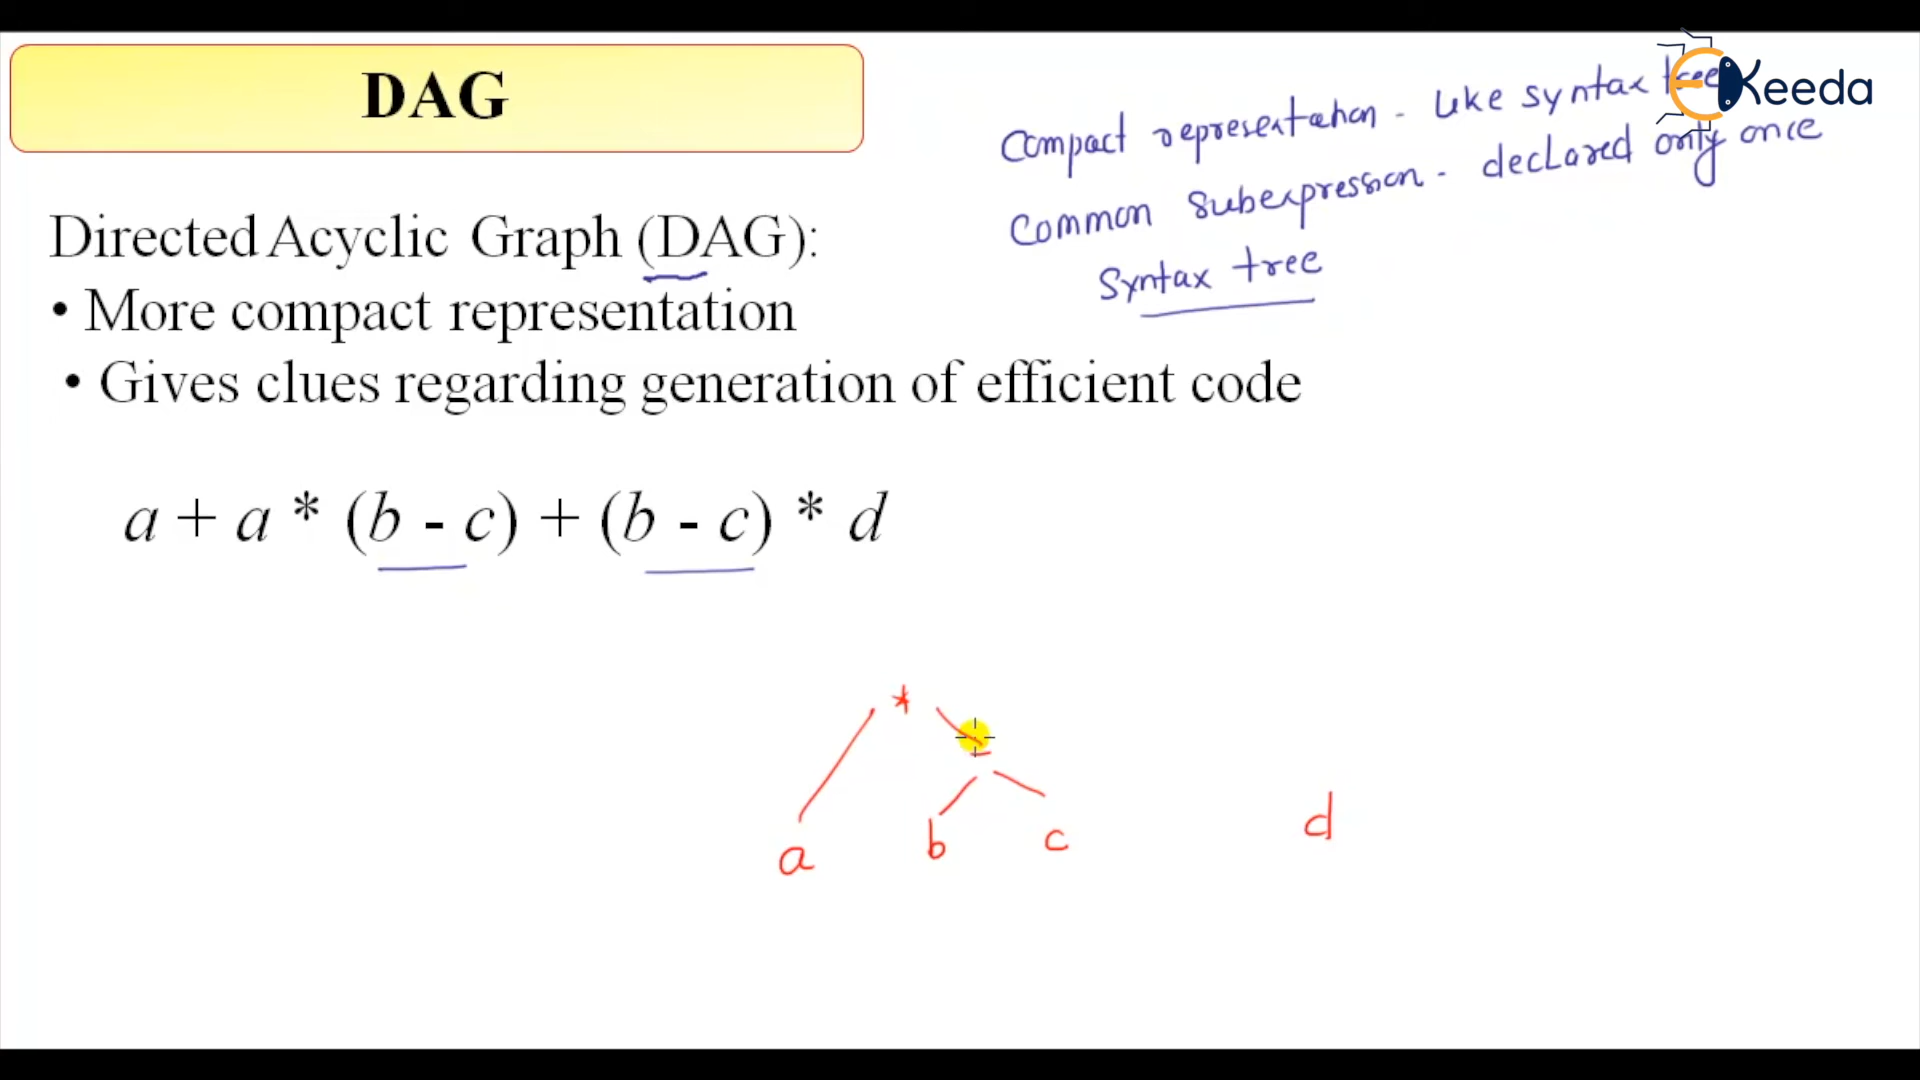 DAG
Keeda
Compact representation - like syntax tree
Common subexpression - declared only once
Syntax tree
Directed Acyclic Graph (DAG):
• More compact representation
• Gives clues regarding generation of efficient code
a + a * (b - c) + (b - c) * d
*
-
a b c d